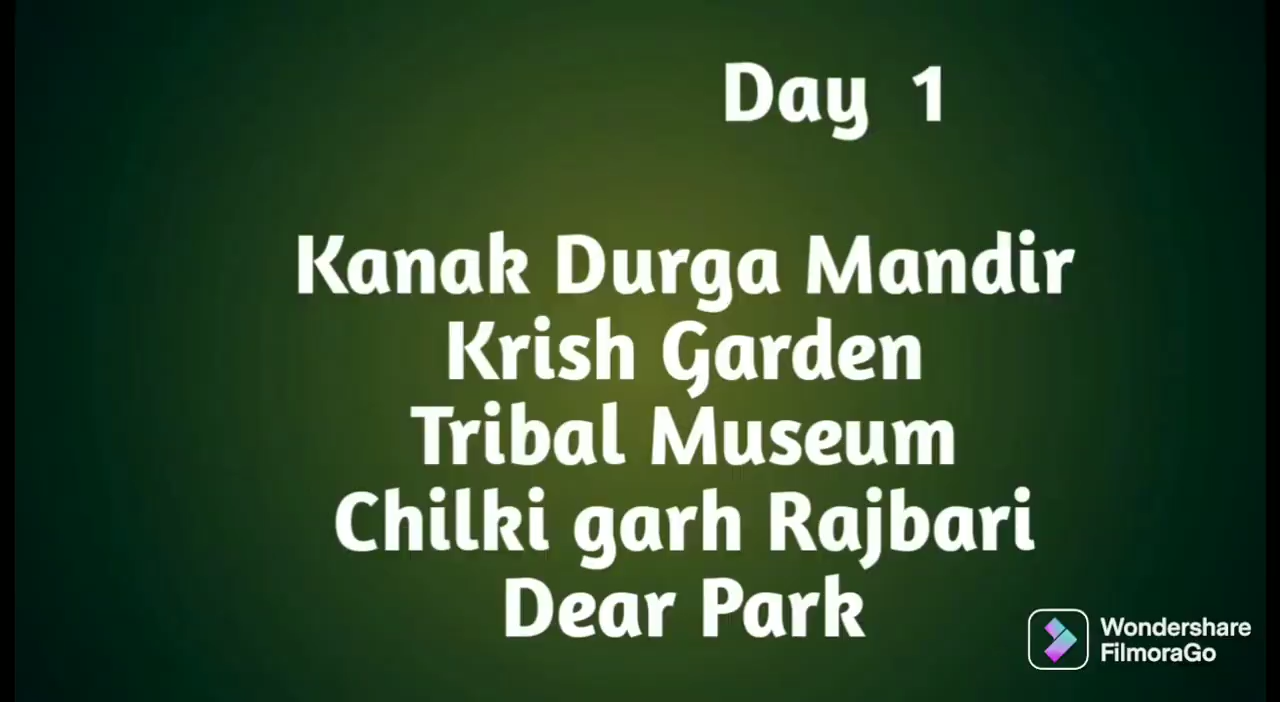 Day 1
Kanak Durga Mandir
Krish Garden
Tribal Museum
Chilki garh Rajbari
Dear Park
Wondershare
FilmoraGo